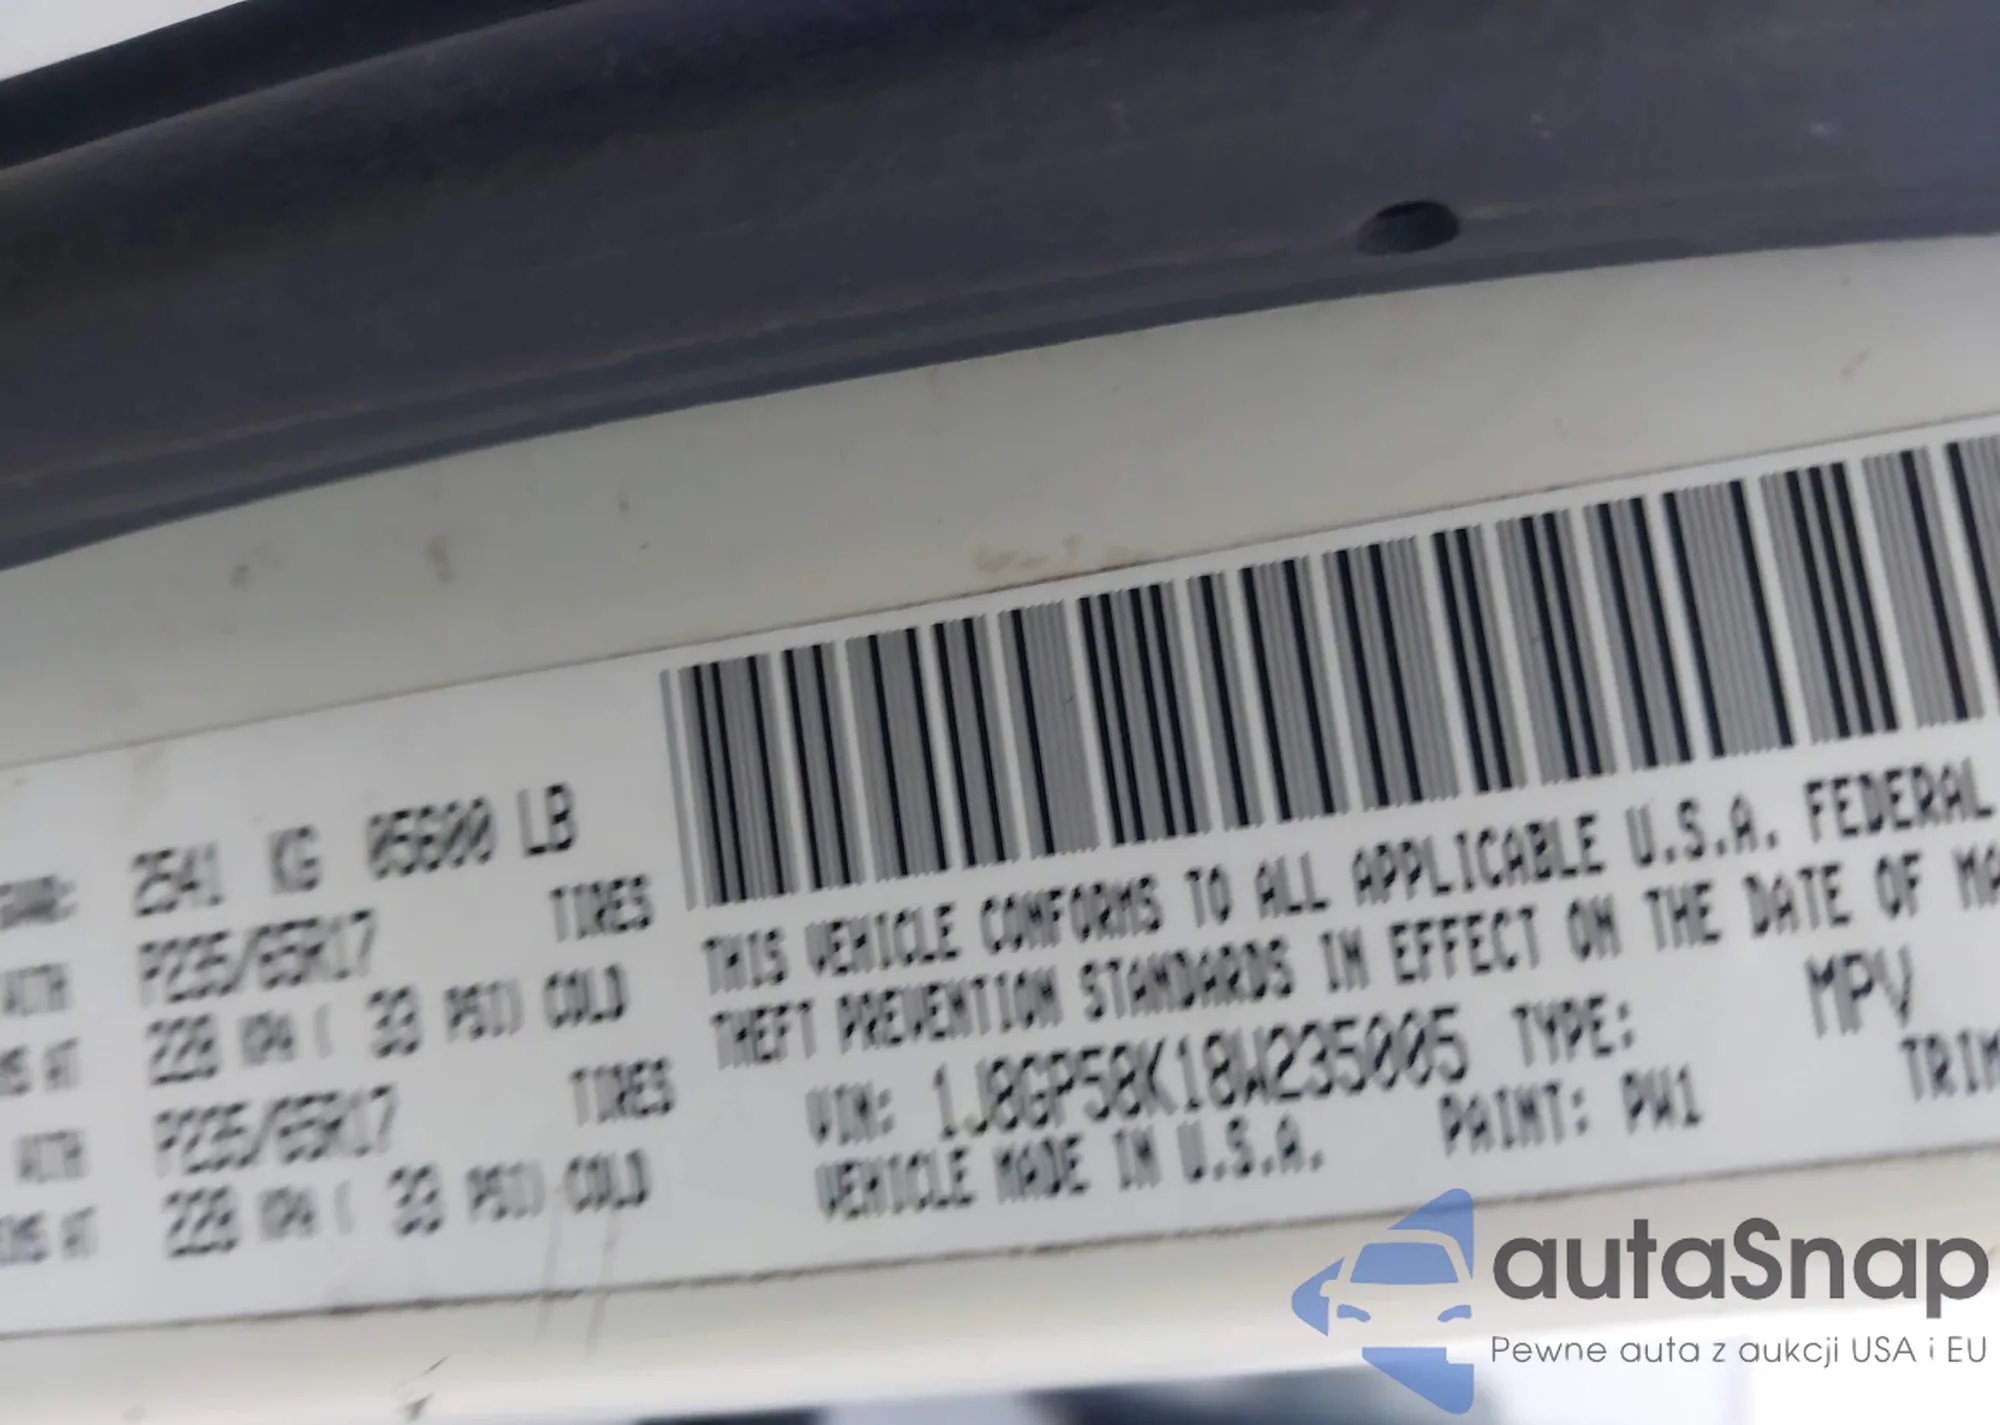 2541 KG 05600 LB
P235/65R17 TIRES
228 KPA ( 33 PSI) COLD
P235/65R17 TIRES
228 KPA ( 33 PSI) COLD
THIS VEHICLE CONFORMS TO ALL APPLICABLE U.S.A. FEDERAL
THEFT PREVENTION STANDARDS IN EFFECT ON THE DATE OF MA
VIN: 1J8GP58K18W235005 TYPE: MPV
VEHICLE MADE IN U.S.A. PAINT: PW1 TRIM
autaSnap
Pewne auta z aukcji USA i EU